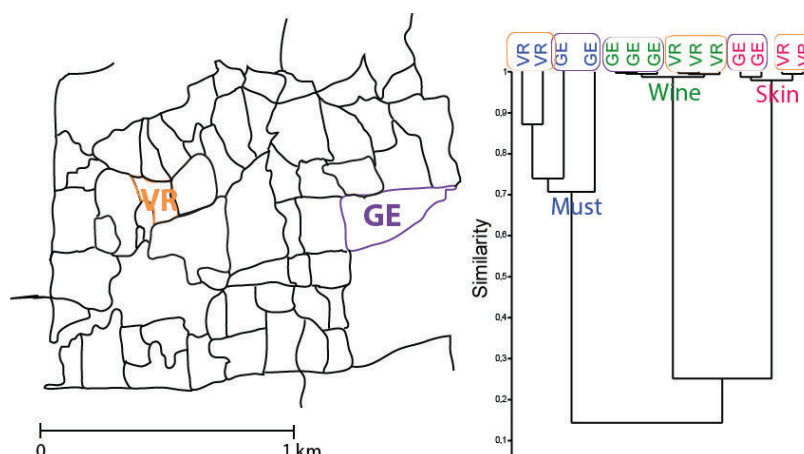 VR
GE
0
1 km
VR VR GE GE GE GE GE VR VR VR GE GE VR VR
Wine
Skin
Must
Similarity
1
0,9
0,8
0,7
0,6
0,5
0,4
0,3
0,2
0,1